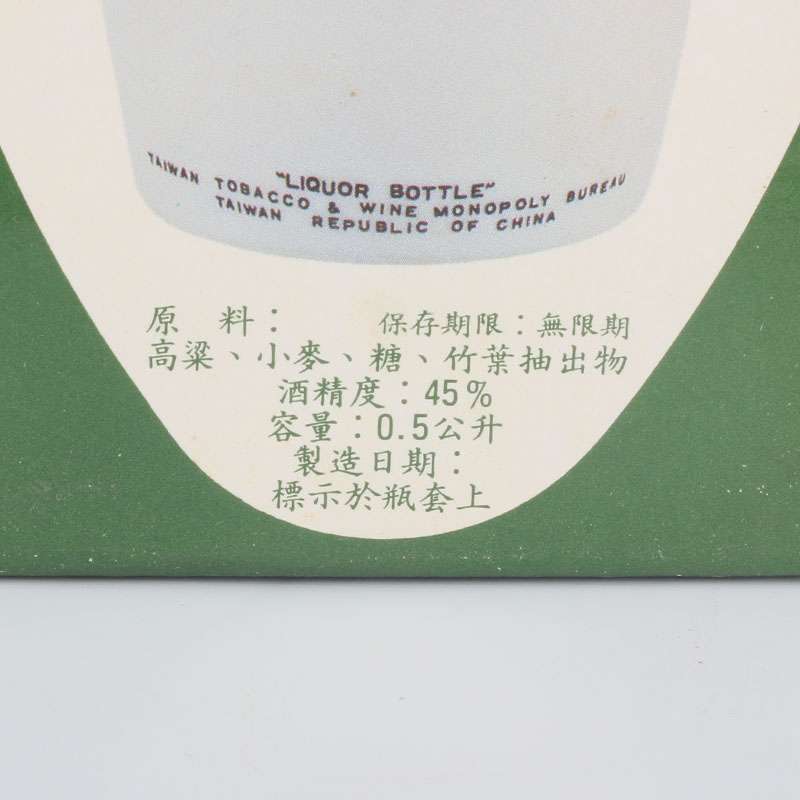 "LIQUOR BOTTLE"
TAIWAN TOBACCO & WINE MONOPOLY BUREAU
TAIWAN REPUBLIC OF CHINA
原 料： 保存期限：無限期
高粱、小麥、糖、竹葉抽出物
酒精度：45%
容量：0.5公升
製造日期：
標示於瓶套上